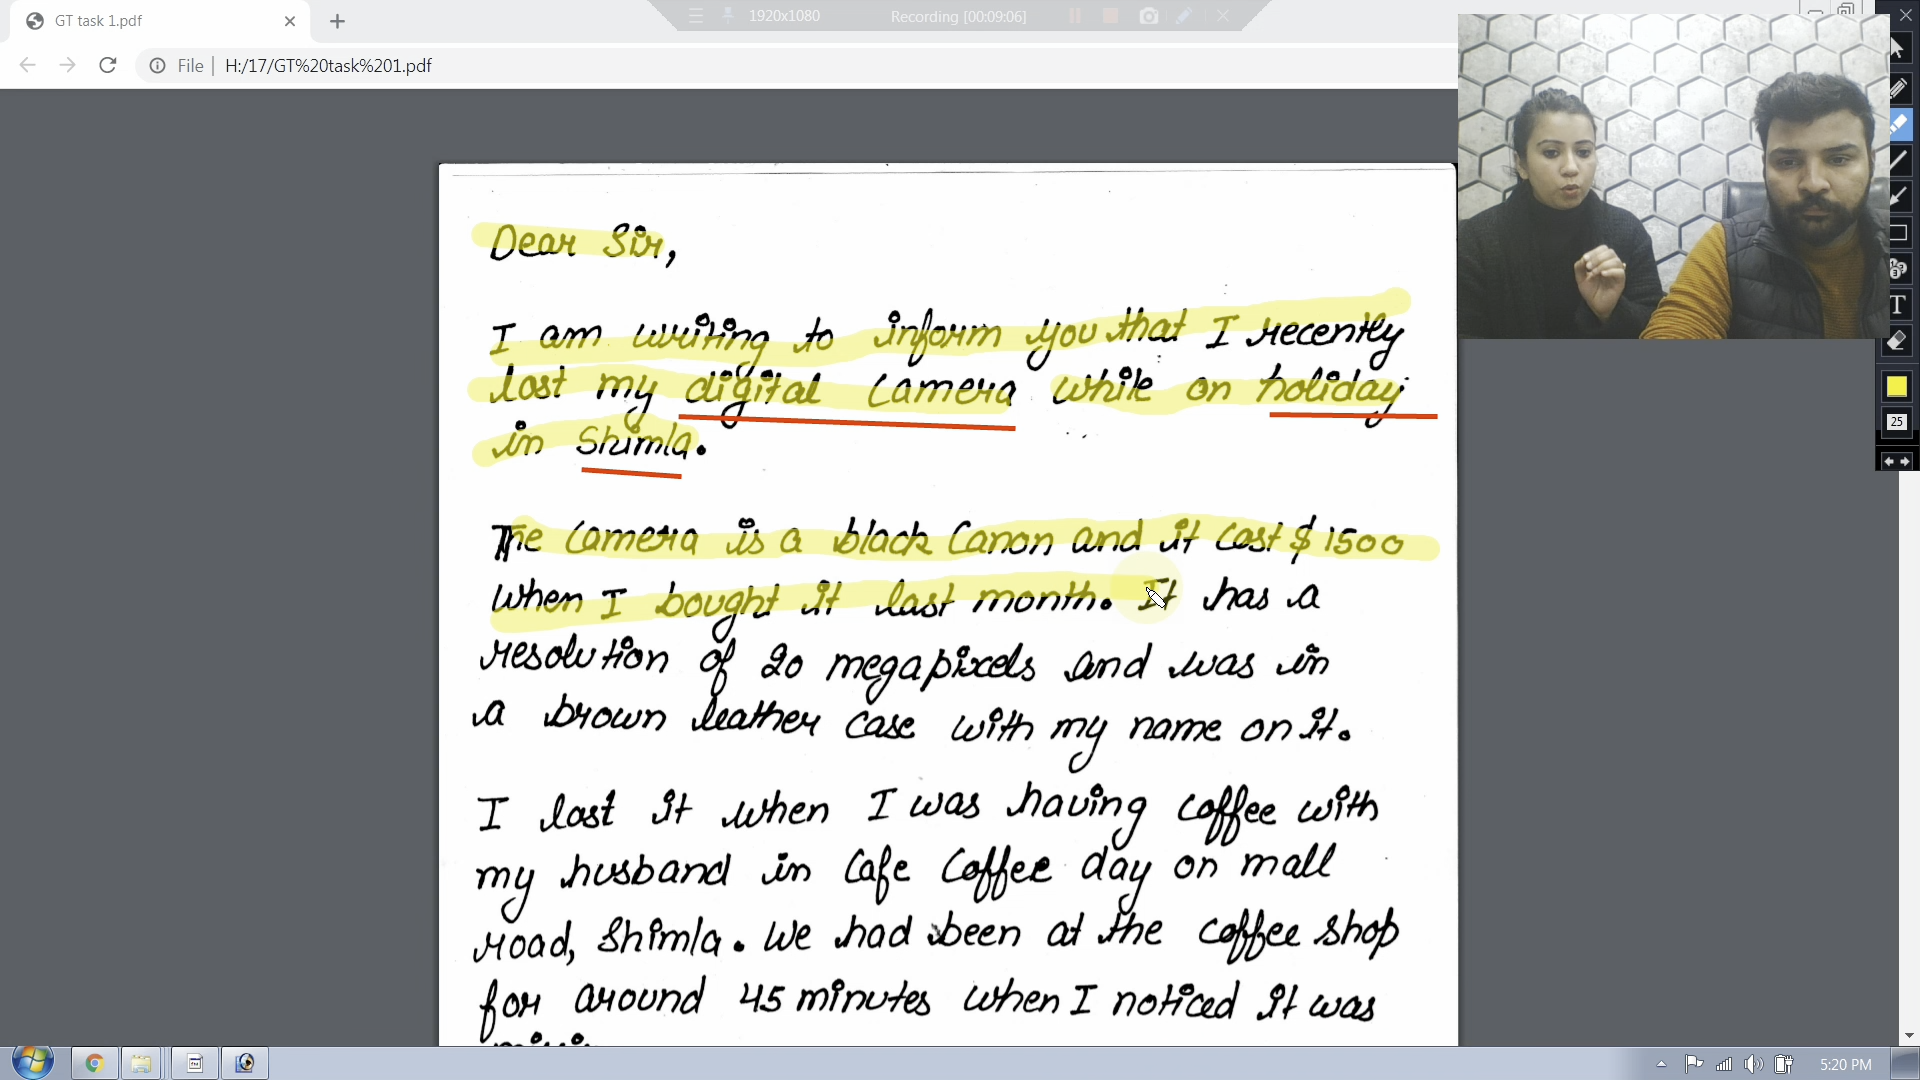 GT task 1.pdf
1920x1080
Recording [00:09:06]
File
H:/17/GT%20task%201.pdf
T
25
Dear Sir,
I am writing to inform you that I recently
lost my digital camera while on holiday
in Shimla.
The camera is a black Canon and it cost $1500
when I bought it last month. It has a
resolution of 20 megapixels and was in
a brown leather case with my name on it.
I lost it when I was having coffee with
my husband in Cafe Coffee day on mall
road, Shimla. We had been at the coffee shop
for around 45 minutes when I noticed it was
5:20 PM